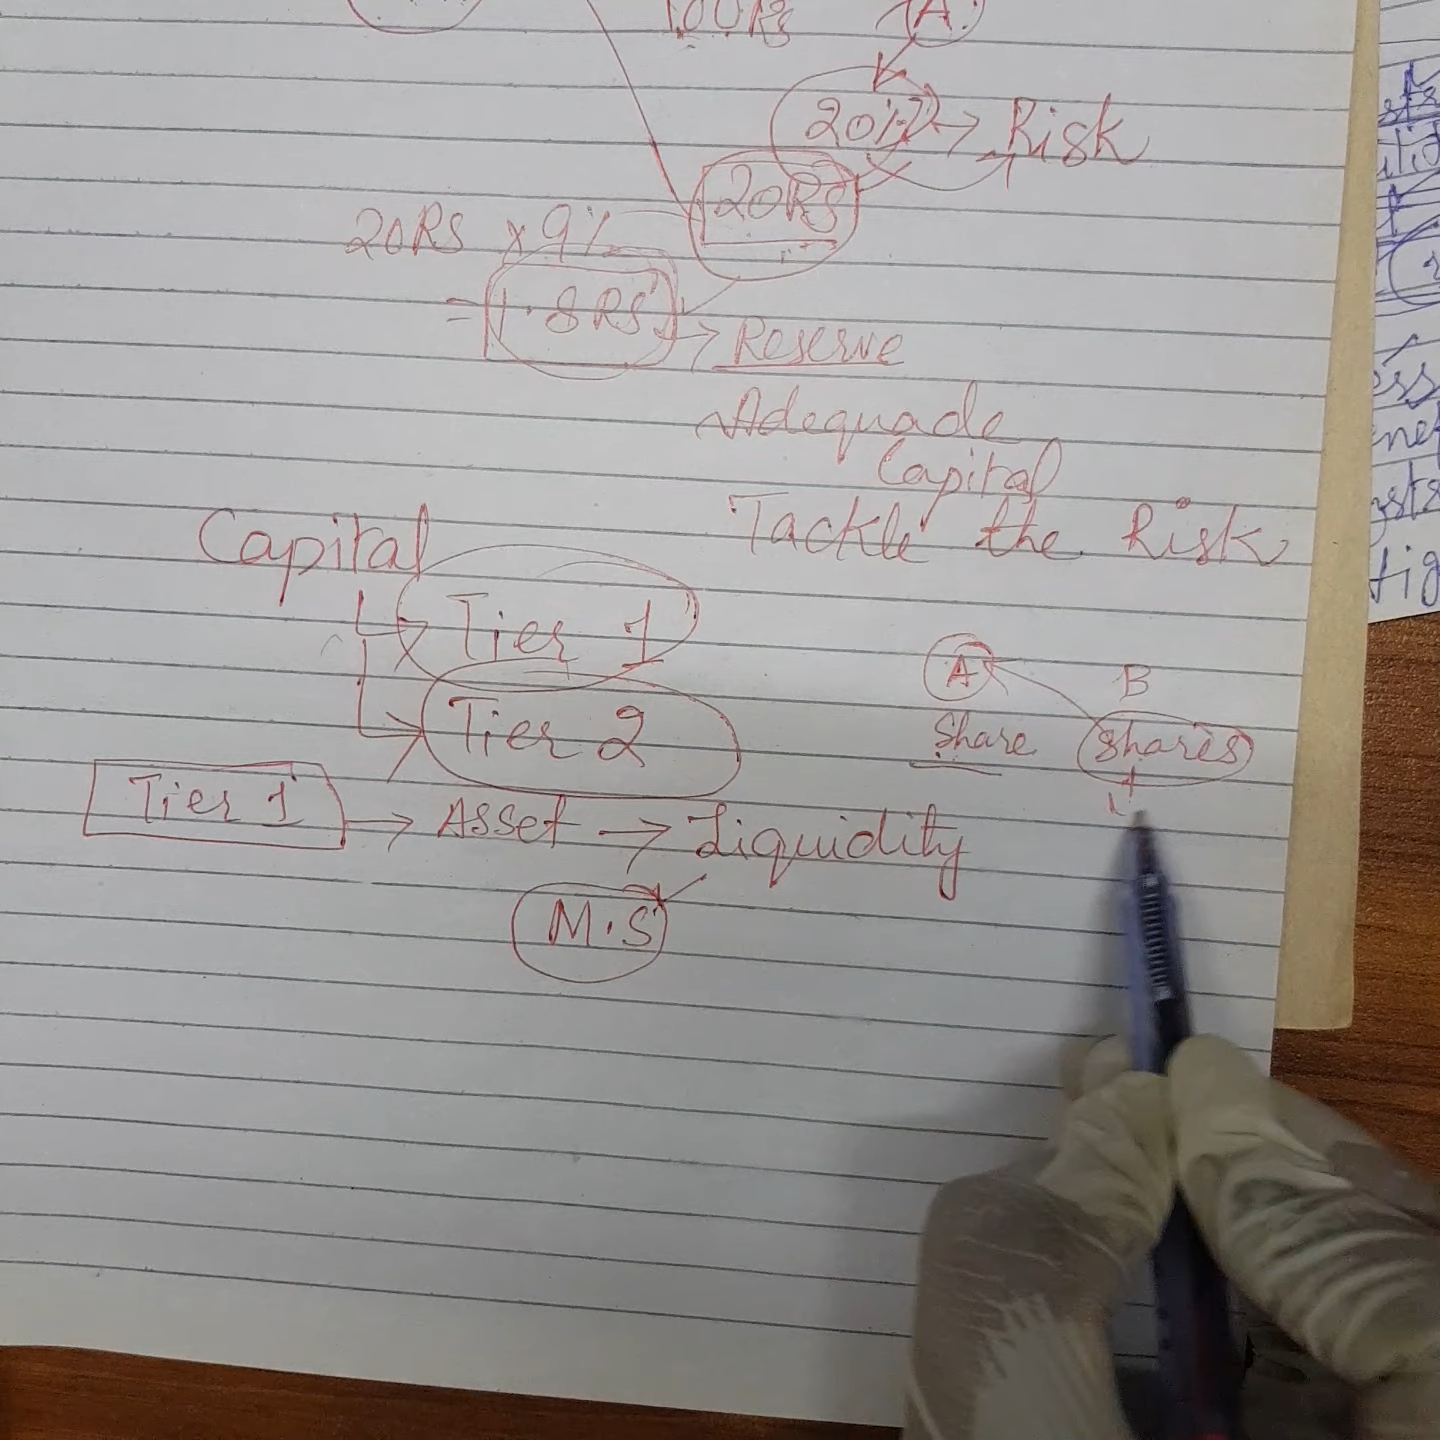 100Rs A
20% → Risk
20Rs
20Rs × 9%
= 1.8Rs → Reserve
Adequade
Capital
Tackle the Risk
Capital
Tier 1
Tier 2
A B
Share Shares
Tier 1 → Asset → Liquidity
M.S